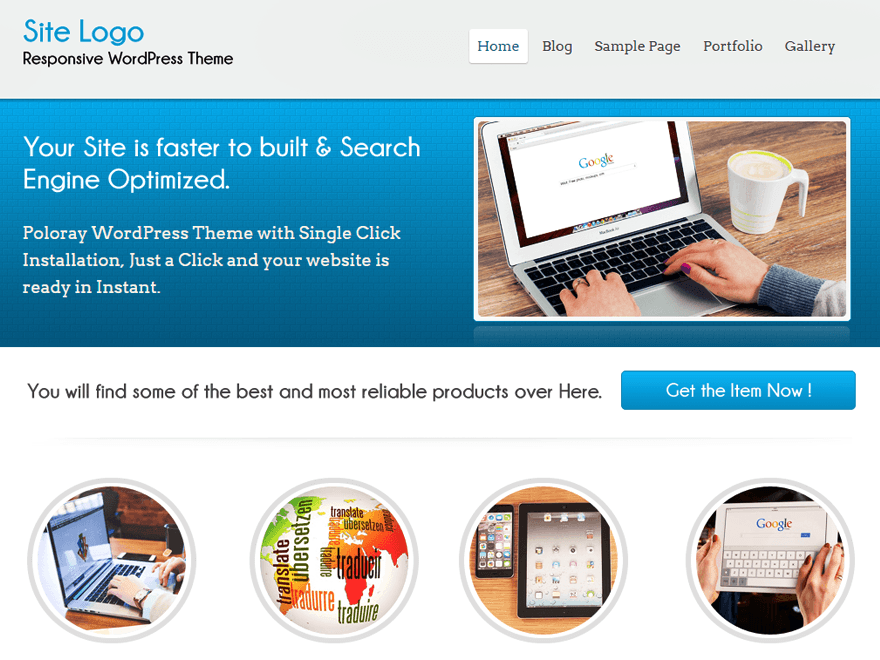 Site Logo
Responsive WordPress Theme
Home Blog Sample Page Portfolio Gallery
Your Site is faster to built & Search
Engine Optimized.
Poloray WordPress Theme with Single Click
Installation, Just a Click and your website is
ready in Instant.
Google
MacBook Air
You will find some of the best and most reliable products over Here.
Get the Item Now !
translate
übersetzen
translate
übersetzen
traducir
tradurre
traduire
Google